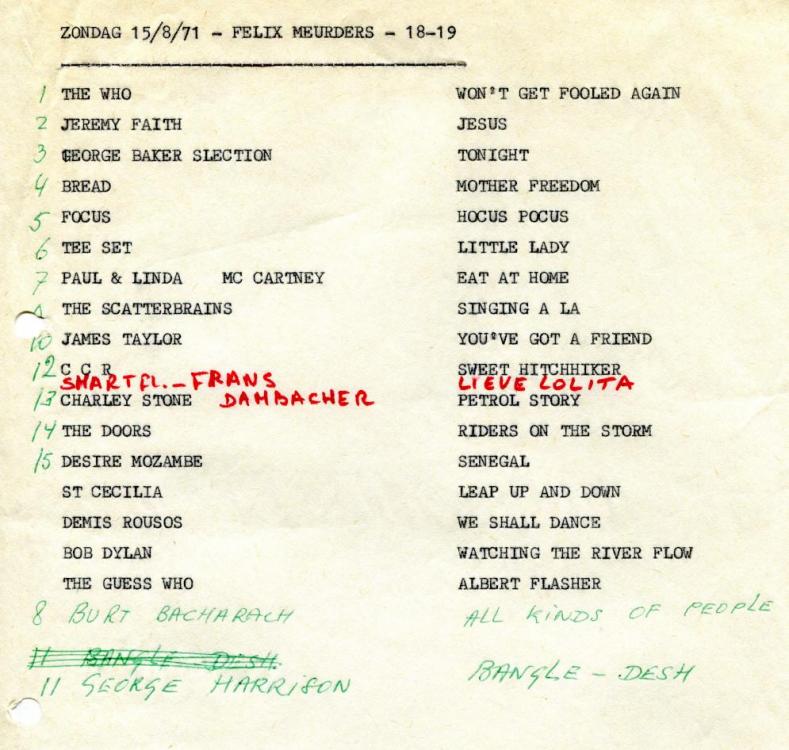 ZONDAG 15/8/71 - FELIX MEURDERS - 18-19
1 THE WHO WON'T GET FOOLED AGAIN
2 JEREMY FAITH JESUS
3 GEORGE BAKER SLECTION TONIGHT
4 BREAD MOTHER FREEDOM
5 FOCUS HOCUS POCUS
6 TEE SET LITTLE LADY
7 PAUL & LINDA MC CARTNEY EAT AT HOME
THE SCATTERBRAINS SINGING A LA
10 JAMES TAYLOR YOU'VE GOT A FRIEND
12 C C R SWEET HITCHHIKER
SMARTFL.- FRANS DAMBACHER LIEVE LOLITA
13 CHARLEY STONE PETROL STORY
14 THE DOORS RIDERS ON THE STORM
15 DESIRE MOZAMBE SENEGAL
ST CECILIA LEAP UP AND DOWN
DEMIS ROUSOS WE SHALL DANCE
BOB DYLAN WATCHING THE RIVER FLOW
THE GUESS WHO ALBERT FLASHER
8 BURT BACHARACH ALL KINDS OF PEOPLE
11 BANGLE DESH
11 GEORGE HARRISON BANGLE - DESH